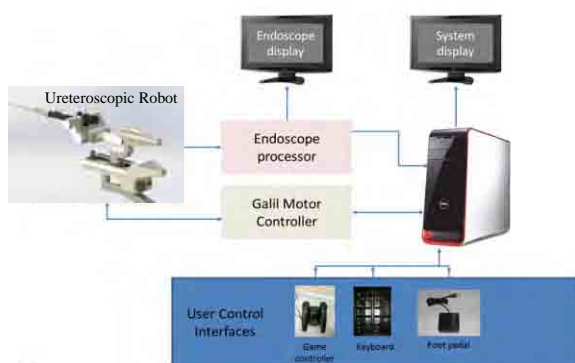 Endoscope
display
System
display
Ureteroscopic Robot
Endoscope
processor
Galil Motor
Controller
User Control
Interfaces
Game
controller
Keyboard
Foot pedal